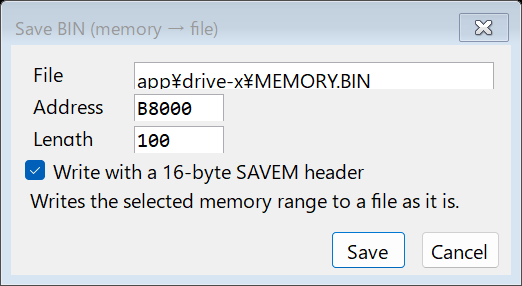 Save BIN (memory → file)
File
app¥drive-x¥MEMORY.BIN
Address
B8000
Length
100
Write with a 16-byte SAVEM header
Writes the selected memory range to a file as it is.
Save
Cancel